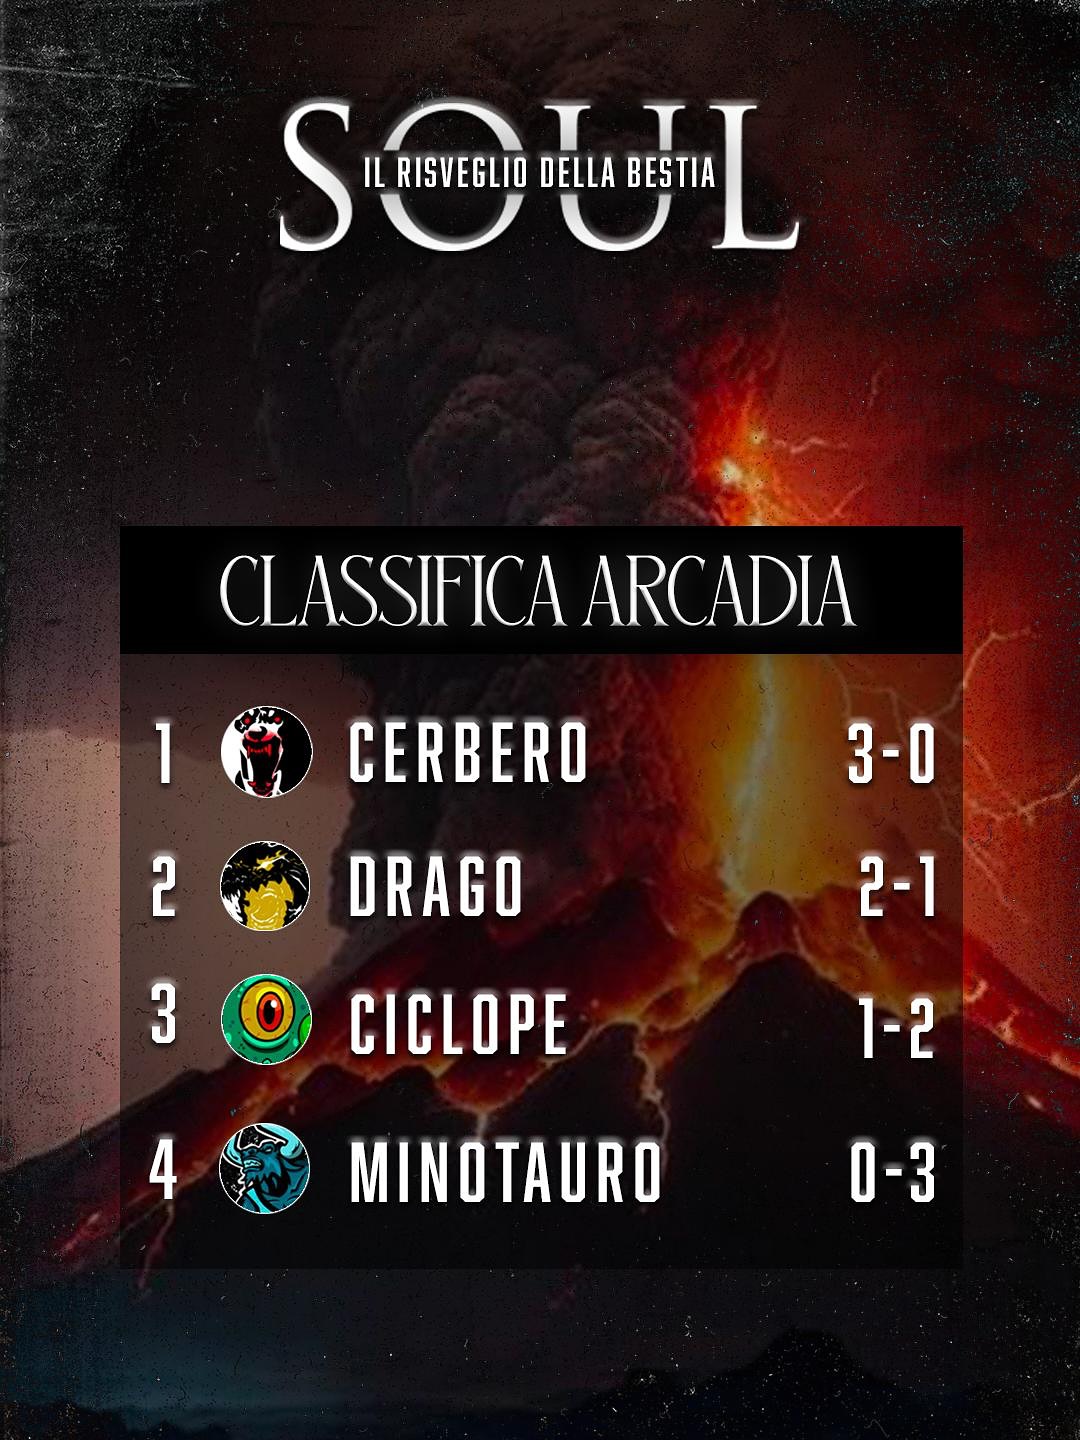 SOUL
IL RISVEGLIO DELLA BESTIA
CLASSIFICA ARCADIA
1 CERBERO 3-0
2 DRAGO 2-1
3 CICLOPE 1-2
4 MINOTAURO 0-3